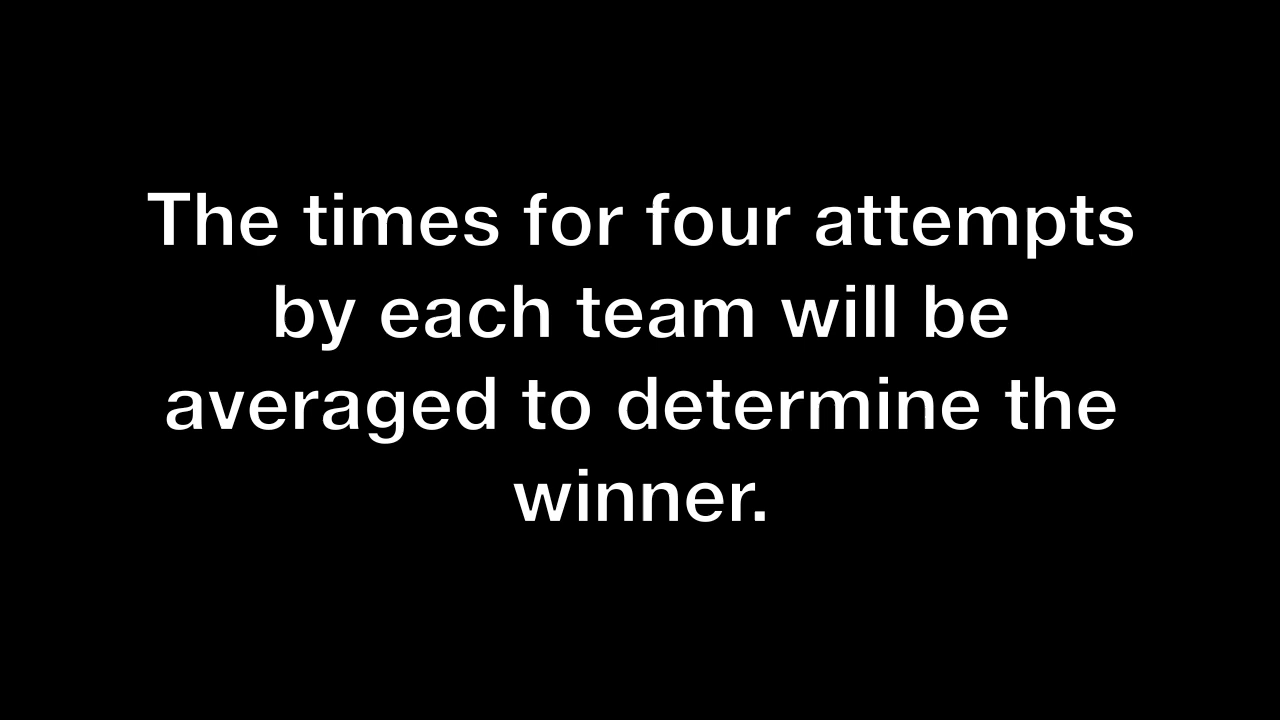 The times for four attempts
by each team will be
averaged to determine the
winner.